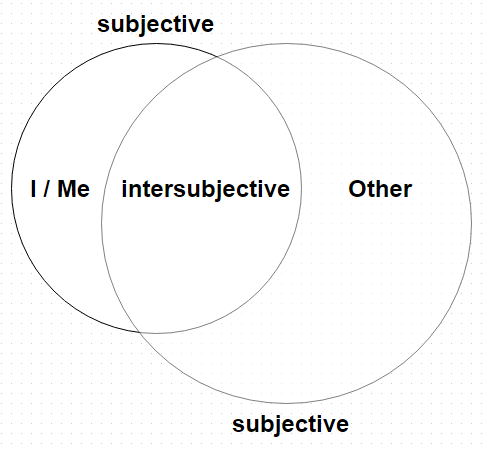 subjective
I / Me
intersubjective
Other
subjective